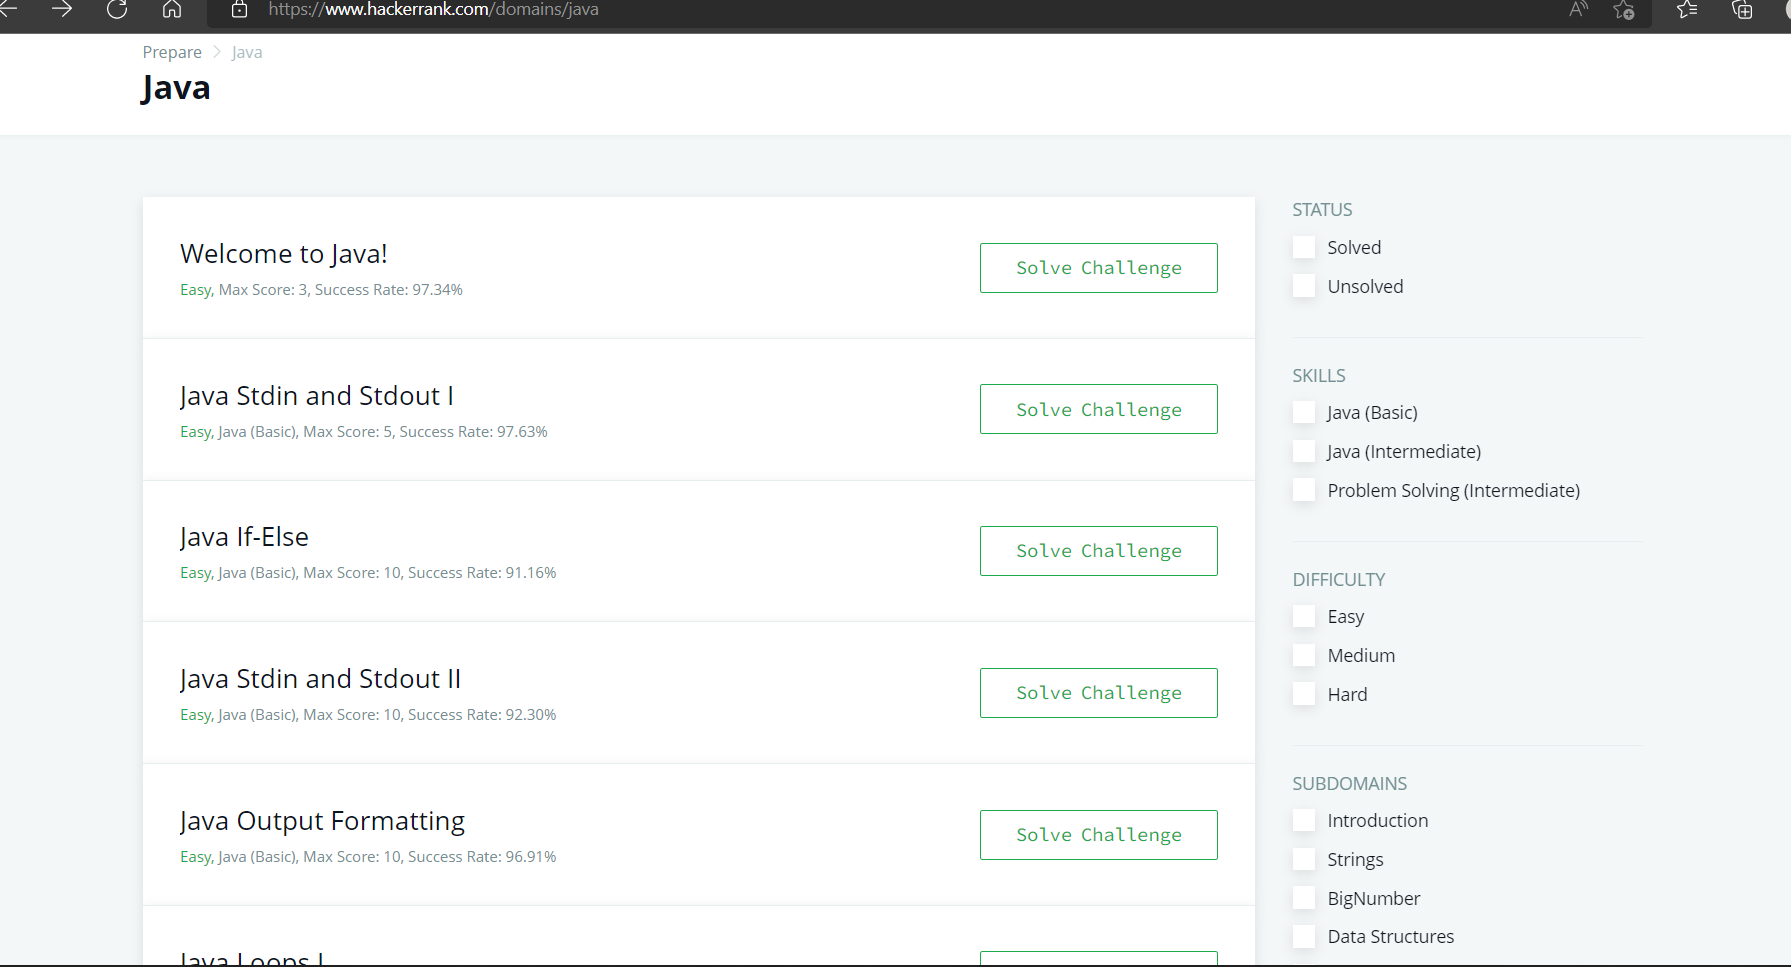 https://www.hackerrank.com/domains/java
Prepare > Java
Java
Welcome to Java!
Easy, Max Score: 3, Success Rate: 97.34%
Solve Challenge
Java Stdin and Stdout I
Easy, Java (Basic), Max Score: 5, Success Rate: 97.63%
Solve Challenge
Java If-Else
Easy, Java (Basic), Max Score: 10, Success Rate: 91.16%
Solve Challenge
Java Stdin and Stdout II
Easy, Java (Basic), Max Score: 10, Success Rate: 92.30%
Solve Challenge
Java Output Formatting
Easy, Java (Basic), Max Score: 10, Success Rate: 96.91%
Solve Challenge
Java Loops I
STATUS
Solved
Unsolved
SKILLS
Java (Basic)
Java (Intermediate)
Problem Solving (Intermediate)
DIFFICULTY
Easy
Medium
Hard
SUBDOMAINS
Introduction
Strings
BigNumber
Data Structures